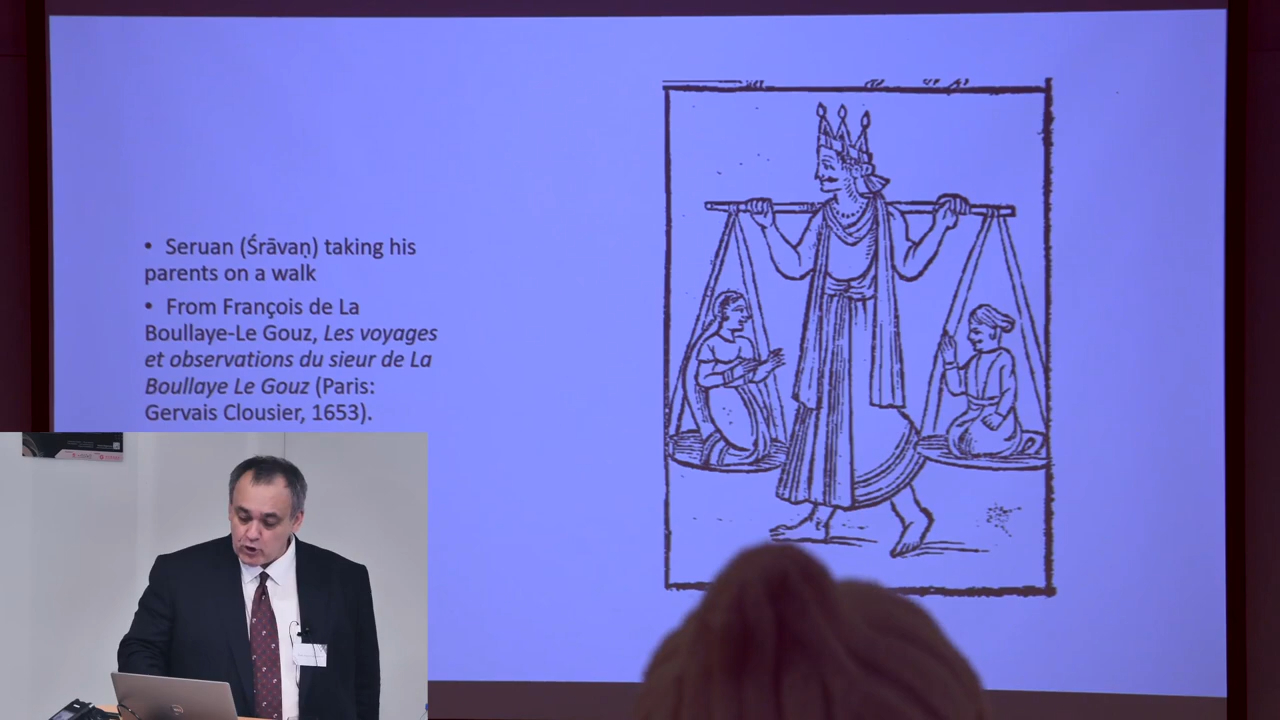 • Seruan (Śrāvaṇ) taking his
parents on a walk
• From François de La
Boullaye-Le Gouz, Les voyages
et observations du sieur de La
Boullaye Le Gouz (Paris:
Gervais Clousier, 1653).